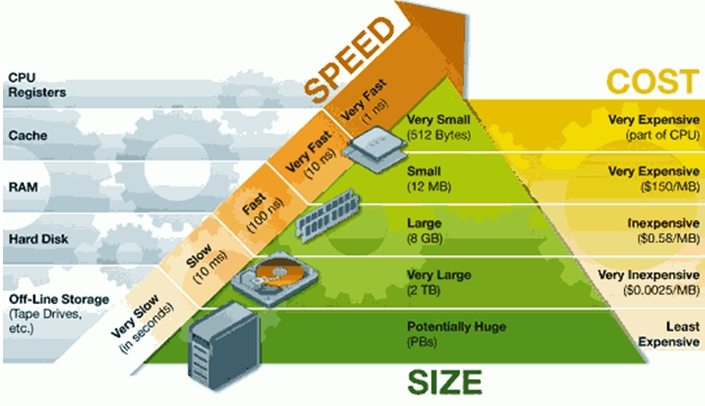 SPEED
COST
CPU
Registers
Very Fast
(1 ns)
Very Small
(512 Bytes)
Very Expensive
(part of CPU)
Cache
Very Fast
(10 ns)
Small
(12 MB)
Very Expensive
($150/MB)
RAM
Fast
(100 ns)
Large
(8 GB)
Inexpensive
($0.58/MB)
Hard Disk
Slow
(10 ms)
Very Large
(2 TB)
Very Inexpensive
($0.0025/MB)
Off-Line Storage
(Tape Drives,
etc.)
Very Slow
(in seconds)
Potentially Huge
(PBs)
Least
Expensive
SIZE